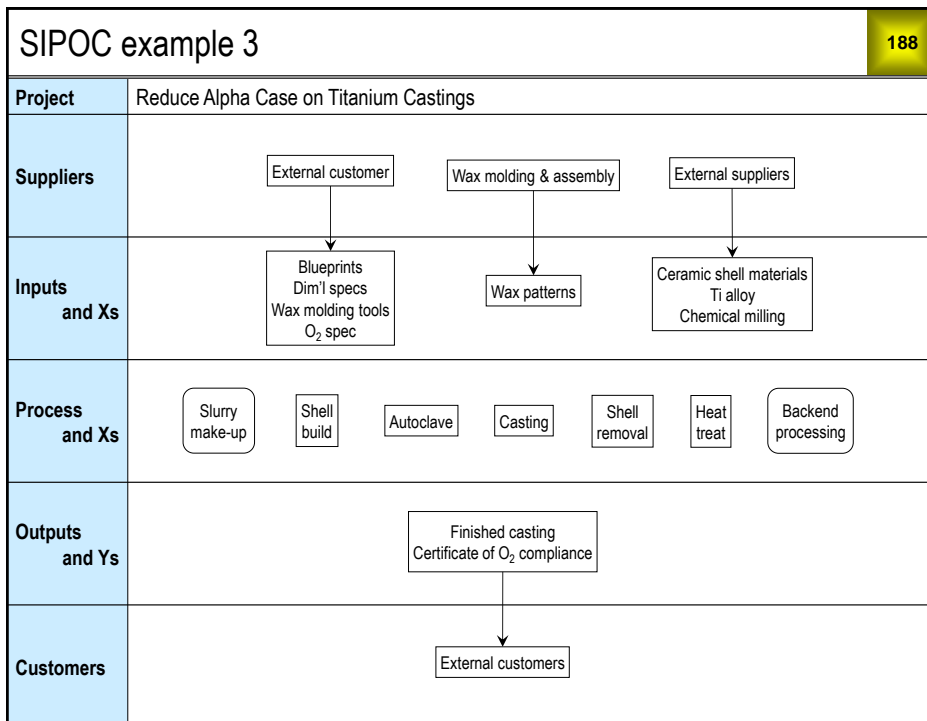 SIPOC example 3
188
Project
Reduce Alpha Case on Titanium Castings
Suppliers
External customer
Wax molding & assembly
External suppliers
Inputs
and Xs
Blueprints
Dim'l specs
Wax molding tools
O₂ spec
Wax patterns
Ceramic shell materials
Ti alloy
Chemical milling
Process
and Xs
Slurry
make-up
Shell
build
Autoclave
Casting
Shell
removal
Heat
treat
Backend
processing
Outputs
and Ys
Finished casting
Certificate of O₂ compliance
Customers
External customers